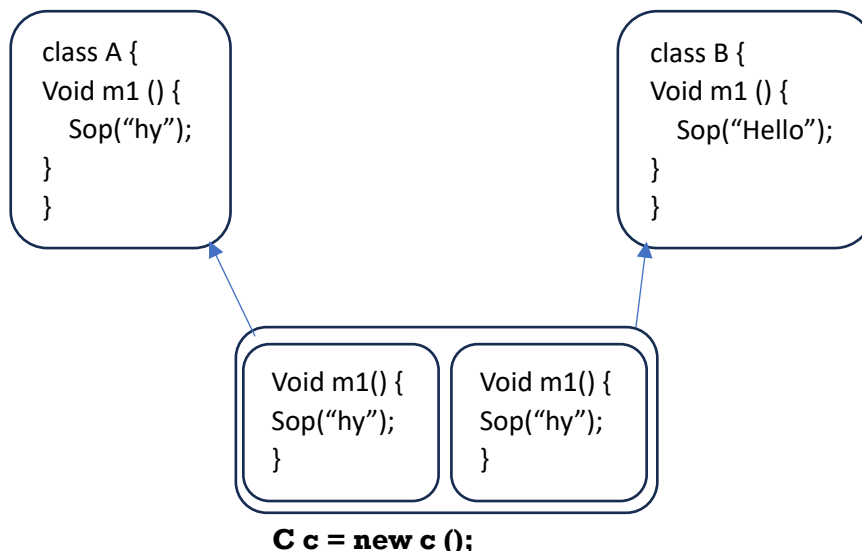 class A {
Void m1 () {
Sop(“hy”);
}
}
class B {
Void m1 () {
Sop(“Hello”);
}
}
Void m1() {
Sop(“hy”);
}
Void m1() {
Sop(“hy”);
}
C c = new c ();